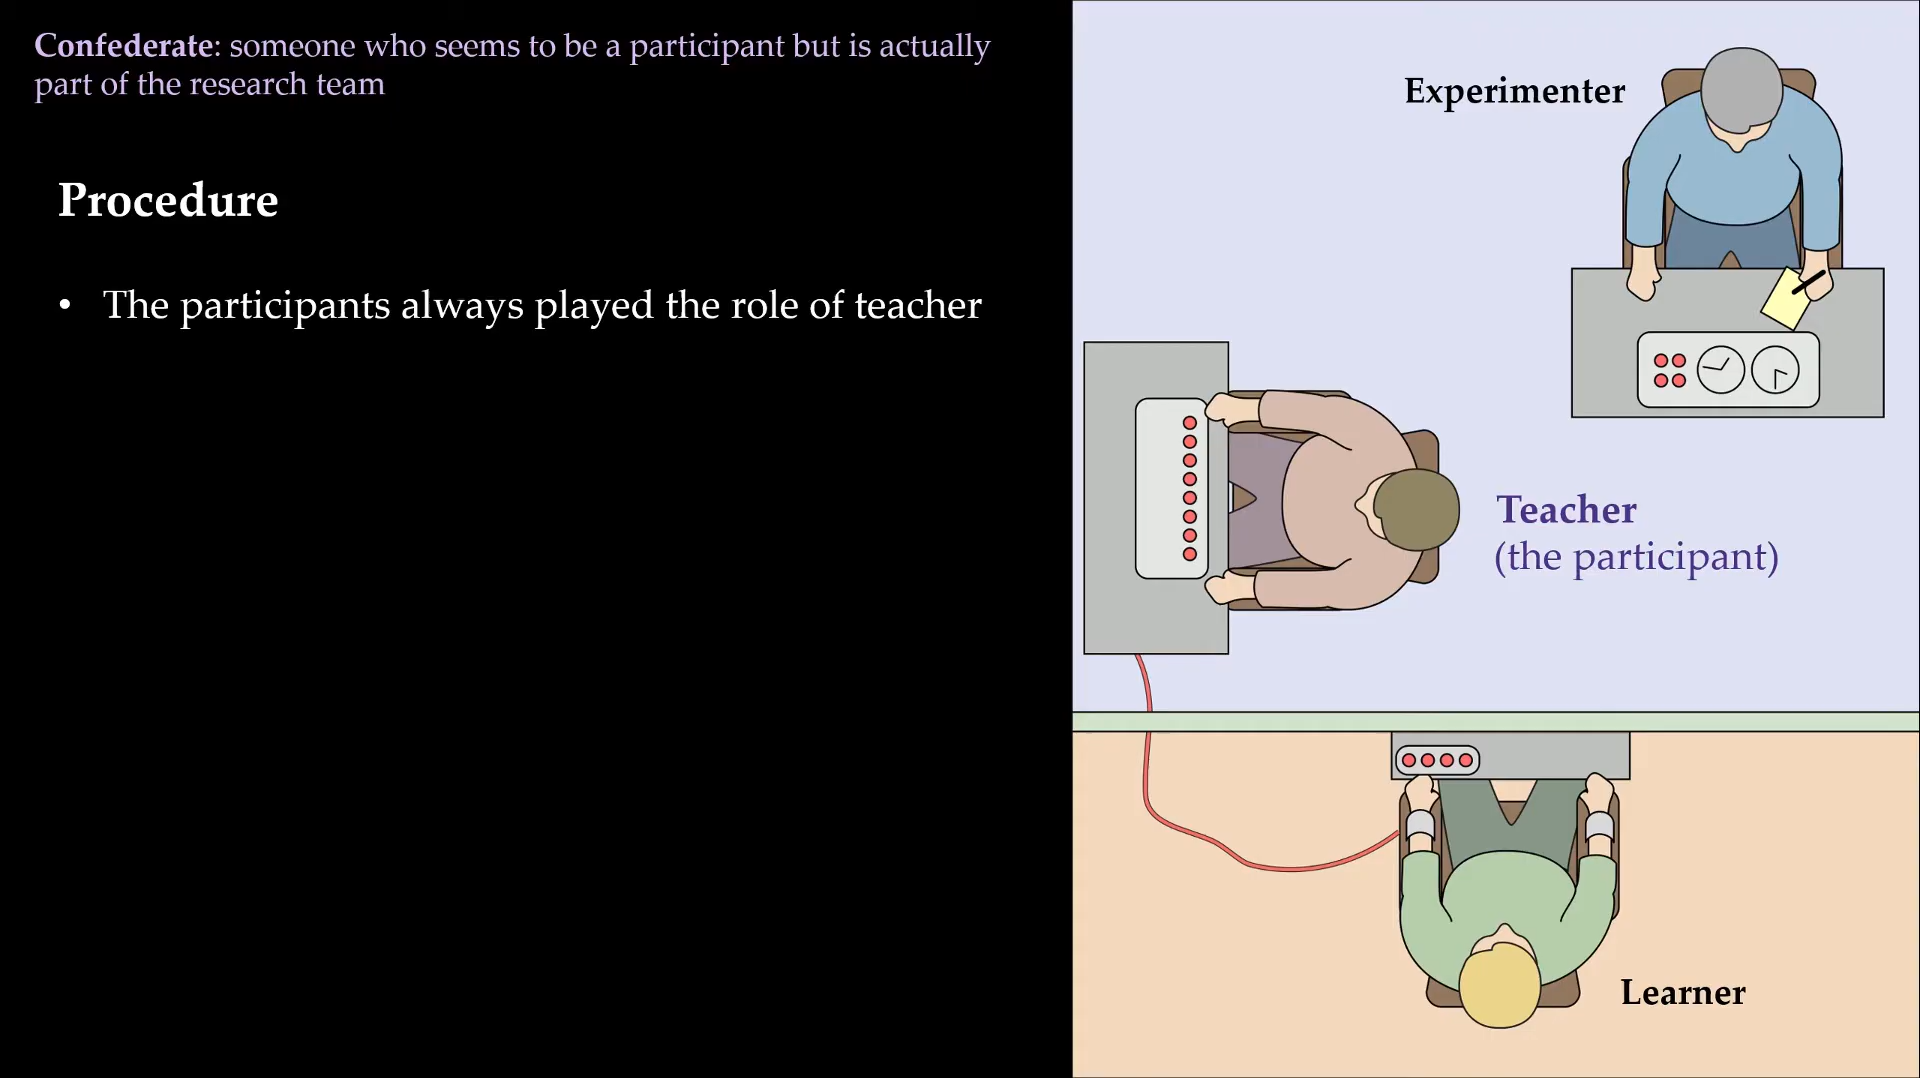 Confederate: someone who seems to be a participant but is actually
part of the research team
Procedure
• The participants always played the role of teacher
Experimenter
Teacher
(the participant)
Learner